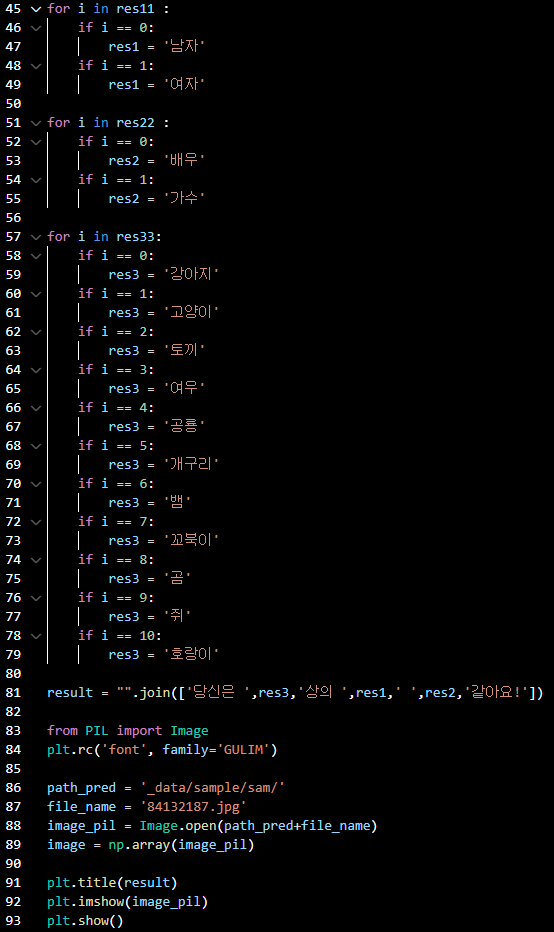 45 for i in res11 :
46     if i == 0:
47         res1 = '남자'
48     if i == 1:
49         res1 = '여자'
50
51 for i in res22 :
52     if i == 0:
53         res2 = '배우'
54     if i == 1:
55         res2 = '가수'
56
57 for i in res33:
58     if i == 0:
59         res3 = '강아지'
60     if i == 1:
61         res3 = '고양이'
62     if i == 2:
63         res3 = '토끼'
64     if i == 3:
65         res3 = '여우'
66     if i == 4:
67         res3 = '공룡'
68     if i == 5:
69         res3 = '개구리'
70     if i == 6:
71         res3 = '뱀'
72     if i == 7:
73         res3 = '꼬북이'
74     if i == 8:
75         res3 = '곰'
76     if i == 9:
77         res3 = '쥐'
78     if i == 10:
79         res3 = '호랑이'
80
81 result = "".join(['당신은 ',res3,'상의 ',res1,' ',res2,'같아요!'])
82
83 from PIL import Image
84 plt.rc('font', family='GULIM')
85
86 path_pred = '_data/sample/sam/'
87 file_name = '84132187.jpg'
88 image_pil = Image.open(path_pred+file_name)
89 image = np.array(image_pil)
90
91 plt.title(result)
92 plt.imshow(image_pil)
93 plt.show()